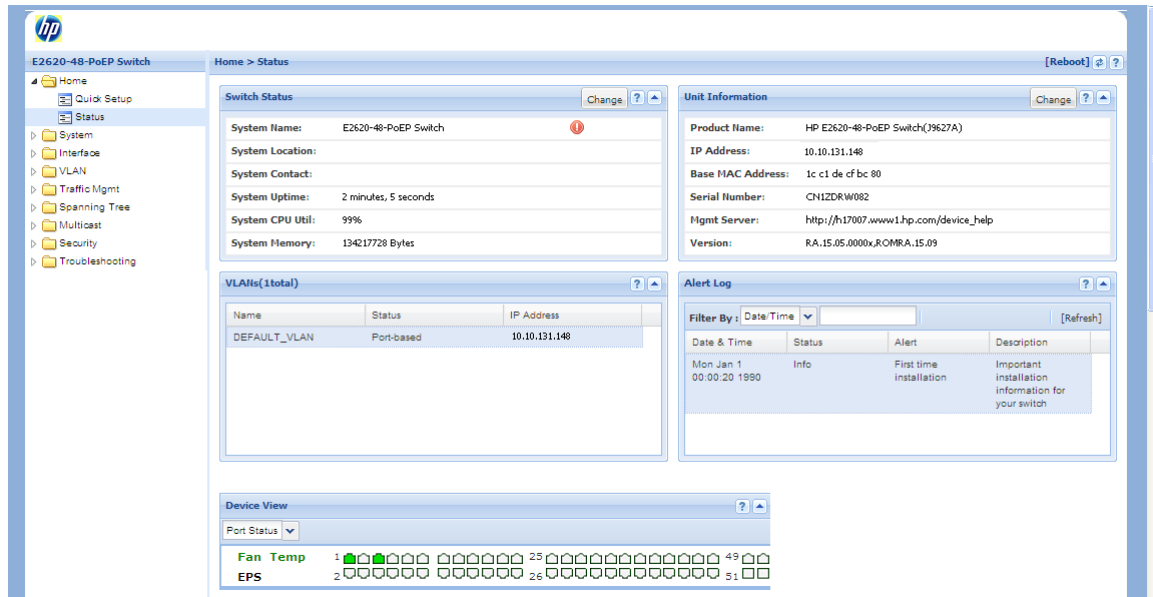 hp
E2620-48-PoEP Switch
Home > Status
[Reboot] ?
Home
Quick Setup
Status
System
Interface
VLAN
Traffic Mgmt
Spanning Tree
Multicast
Security
Troubleshooting
Switch Status
Change ?
System Name: E2620-48-PoEP Switch
System Location:
System Contact:
System Uptime: 2 minutes, 5 seconds
System CPU Util: 99%
System Memory: 134217728 Bytes
Unit Information
Change ?
Product Name: HP E2620-48-PoEP Switch(J9627A)
IP Address: 10.10.131.148
Base MAC Address: 1c c1 de cf bc 80
Serial Number: CN1ZDRW082
Mgmt Server: http://h17007.www1.hp.com/device_help
Version: RA.15.05.0000x,ROMRA.15.09
VLANs(1total) ?
Name Status IP Address
DEFAULT_VLAN Port-based 10.10.131.148
Alert Log ?
Filter By : Date/Time [Refresh]
Date & Time Status Alert Description
Mon Jan 1 Info First time Important
00:00:20 1990 installation installation
information for
your switch
Device View ?
Port Status
Fan Temp 1 25 49
EPS 2 26 51